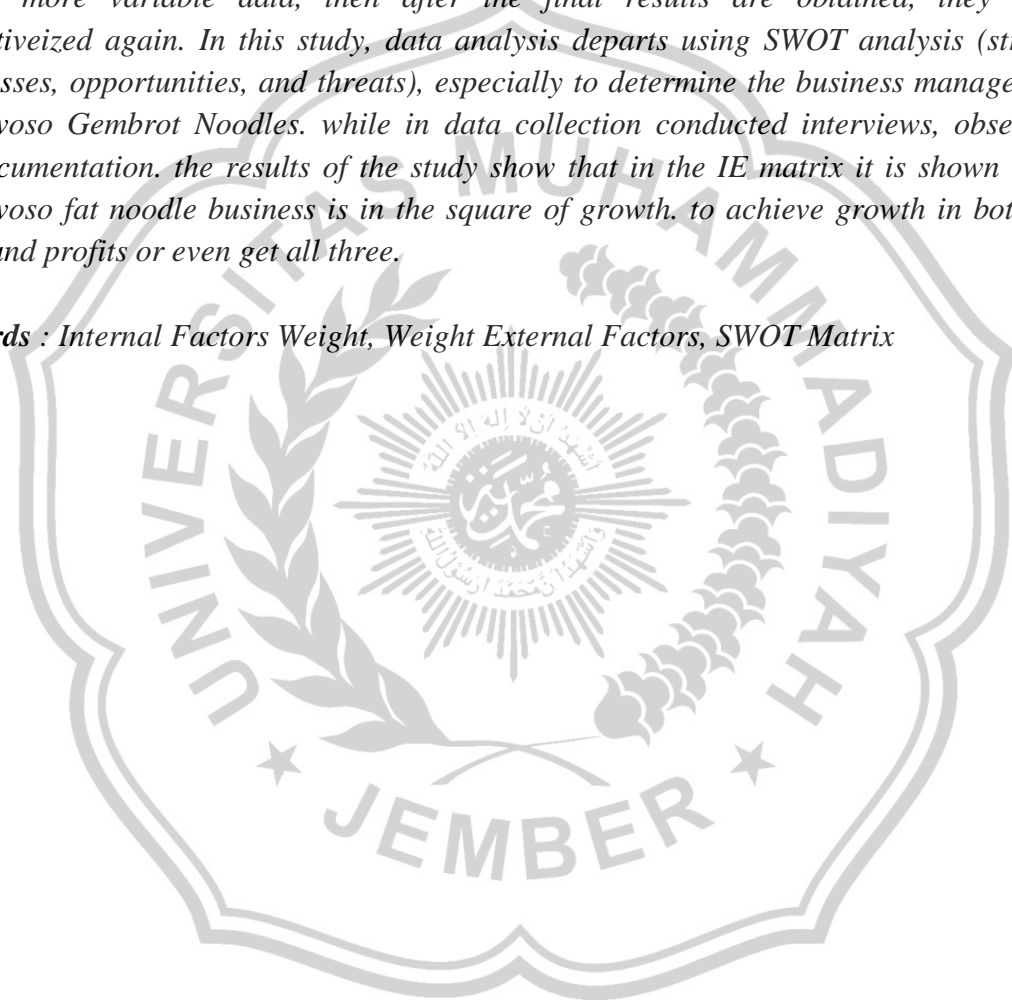 more variable data, then after the final results are obtained, they
tiveized again. In this study, data analysis departs using SWOT analysis (st
sses, opportunities, and threats), especially to determine the business manage
voso Gembrot Noodles. while in data collection conducted interviews, obse
cumentation. the results of the study show that in the IE matrix it is shown
voso fat noodle business is in the square of growth. to achieve growth in bot
and profits or even get all three.
rds : Internal Factors Weight, Weight External Factors, SWOT Matrix
UNIVERSITAS MUHAMMADIYAH
JEMBER